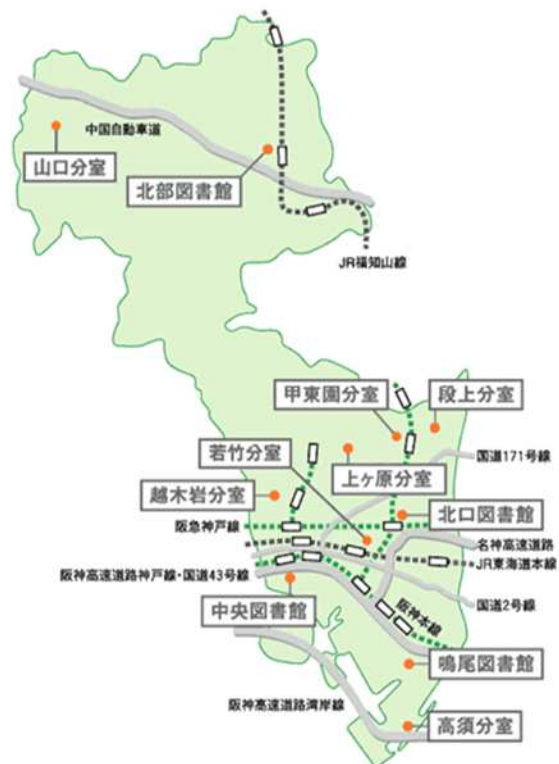 中国自動車道
山口分室
北部図書館
JR福知山線
甲東園分室
段上分室
若竹分室
上ヶ原分室
国道171号線
越木岩分室
北口図書館
阪急神戸線
名神高速道路
JR東海道本線
阪神高速道路神戸線・国道43号線
国道2号線
中央図書館
阪神本線
鳴尾図書館
阪神高速道路湾岸線
高須分室